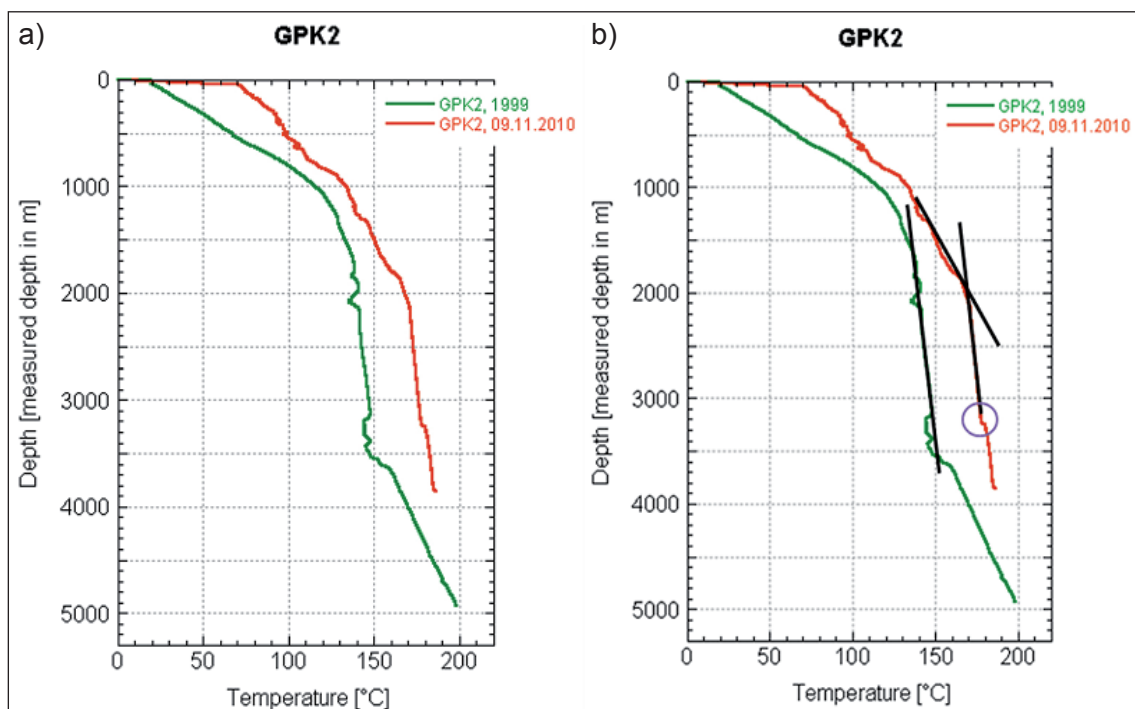 a)
GPK2
GPK2, 1999
GPK2, 09.11.2010
0
1000
2000
3000
4000
5000
Depth [measured depth in m]
0 50 100 150 200
Temperature [°C]
b)
GPK2
GPK2, 1999
GPK2, 09.11.2010
0
1000
2000
3000
4000
5000
Depth [measured depth in m]
0 50 100 150 200
Temperature [°C]